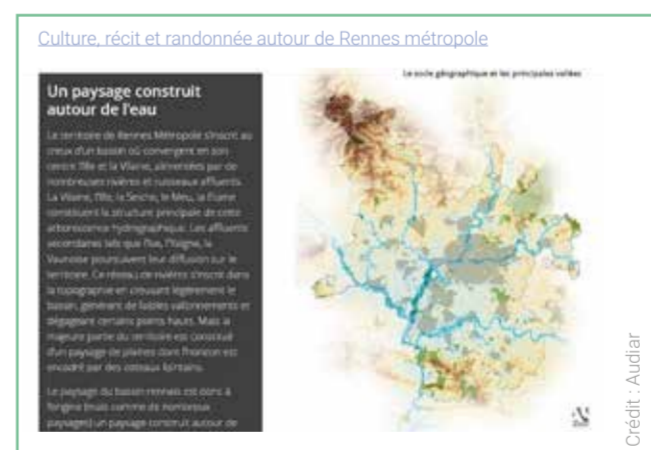 Culture, récit et randonnée autour de Rennes métropole
Le socle géographique et les principales vallées
Un paysage construit
autour de l'eau
Le territoire de Rennes Métropole s'inscrit au
creux d'un bassin où convergent en son
centre l'Ille et la Vilaine, alimentées par de
nombreuses rivières et ruisseaux affluents.
La Vilaine, l'Ille, la Seiche, le Meu, la Flume
constituent la structure principale de cette
arborescence hydrographique. Les affluents
secondaires tels que l'Ise, l'Yaigne, la
Vaunoise poursuivent leur diffusion sur le
territoire. Ce réseau de rivières s'inscrit dans
la topographie en creusant légèrement le
bassin, générant de faibles vallonnements et
dégageant certains points hauts. Mais la
majeure partie du territoire est constitué
d'un paysage de plaines dont l'horizon est
encadré par des coteaux lointains.
Le paysage du bassin rennais est donc à
l'origine (mais comme de nombreux
paysages) un paysage construit autour de
Crédit : Audiar